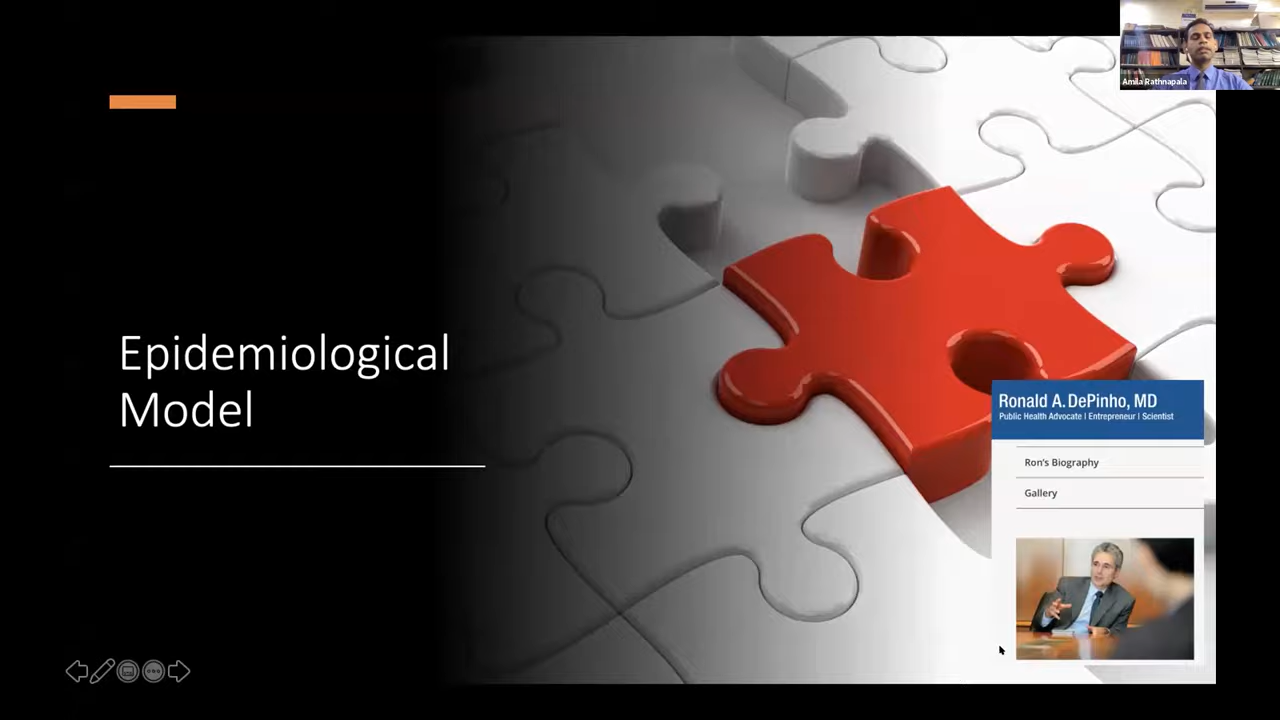 Amila Rathnapala
Epidemiological
Model
Ronald A. DePinho, MD
Public Health Advocate | Entrepreneur | Scientist
Ron's Biography
Gallery